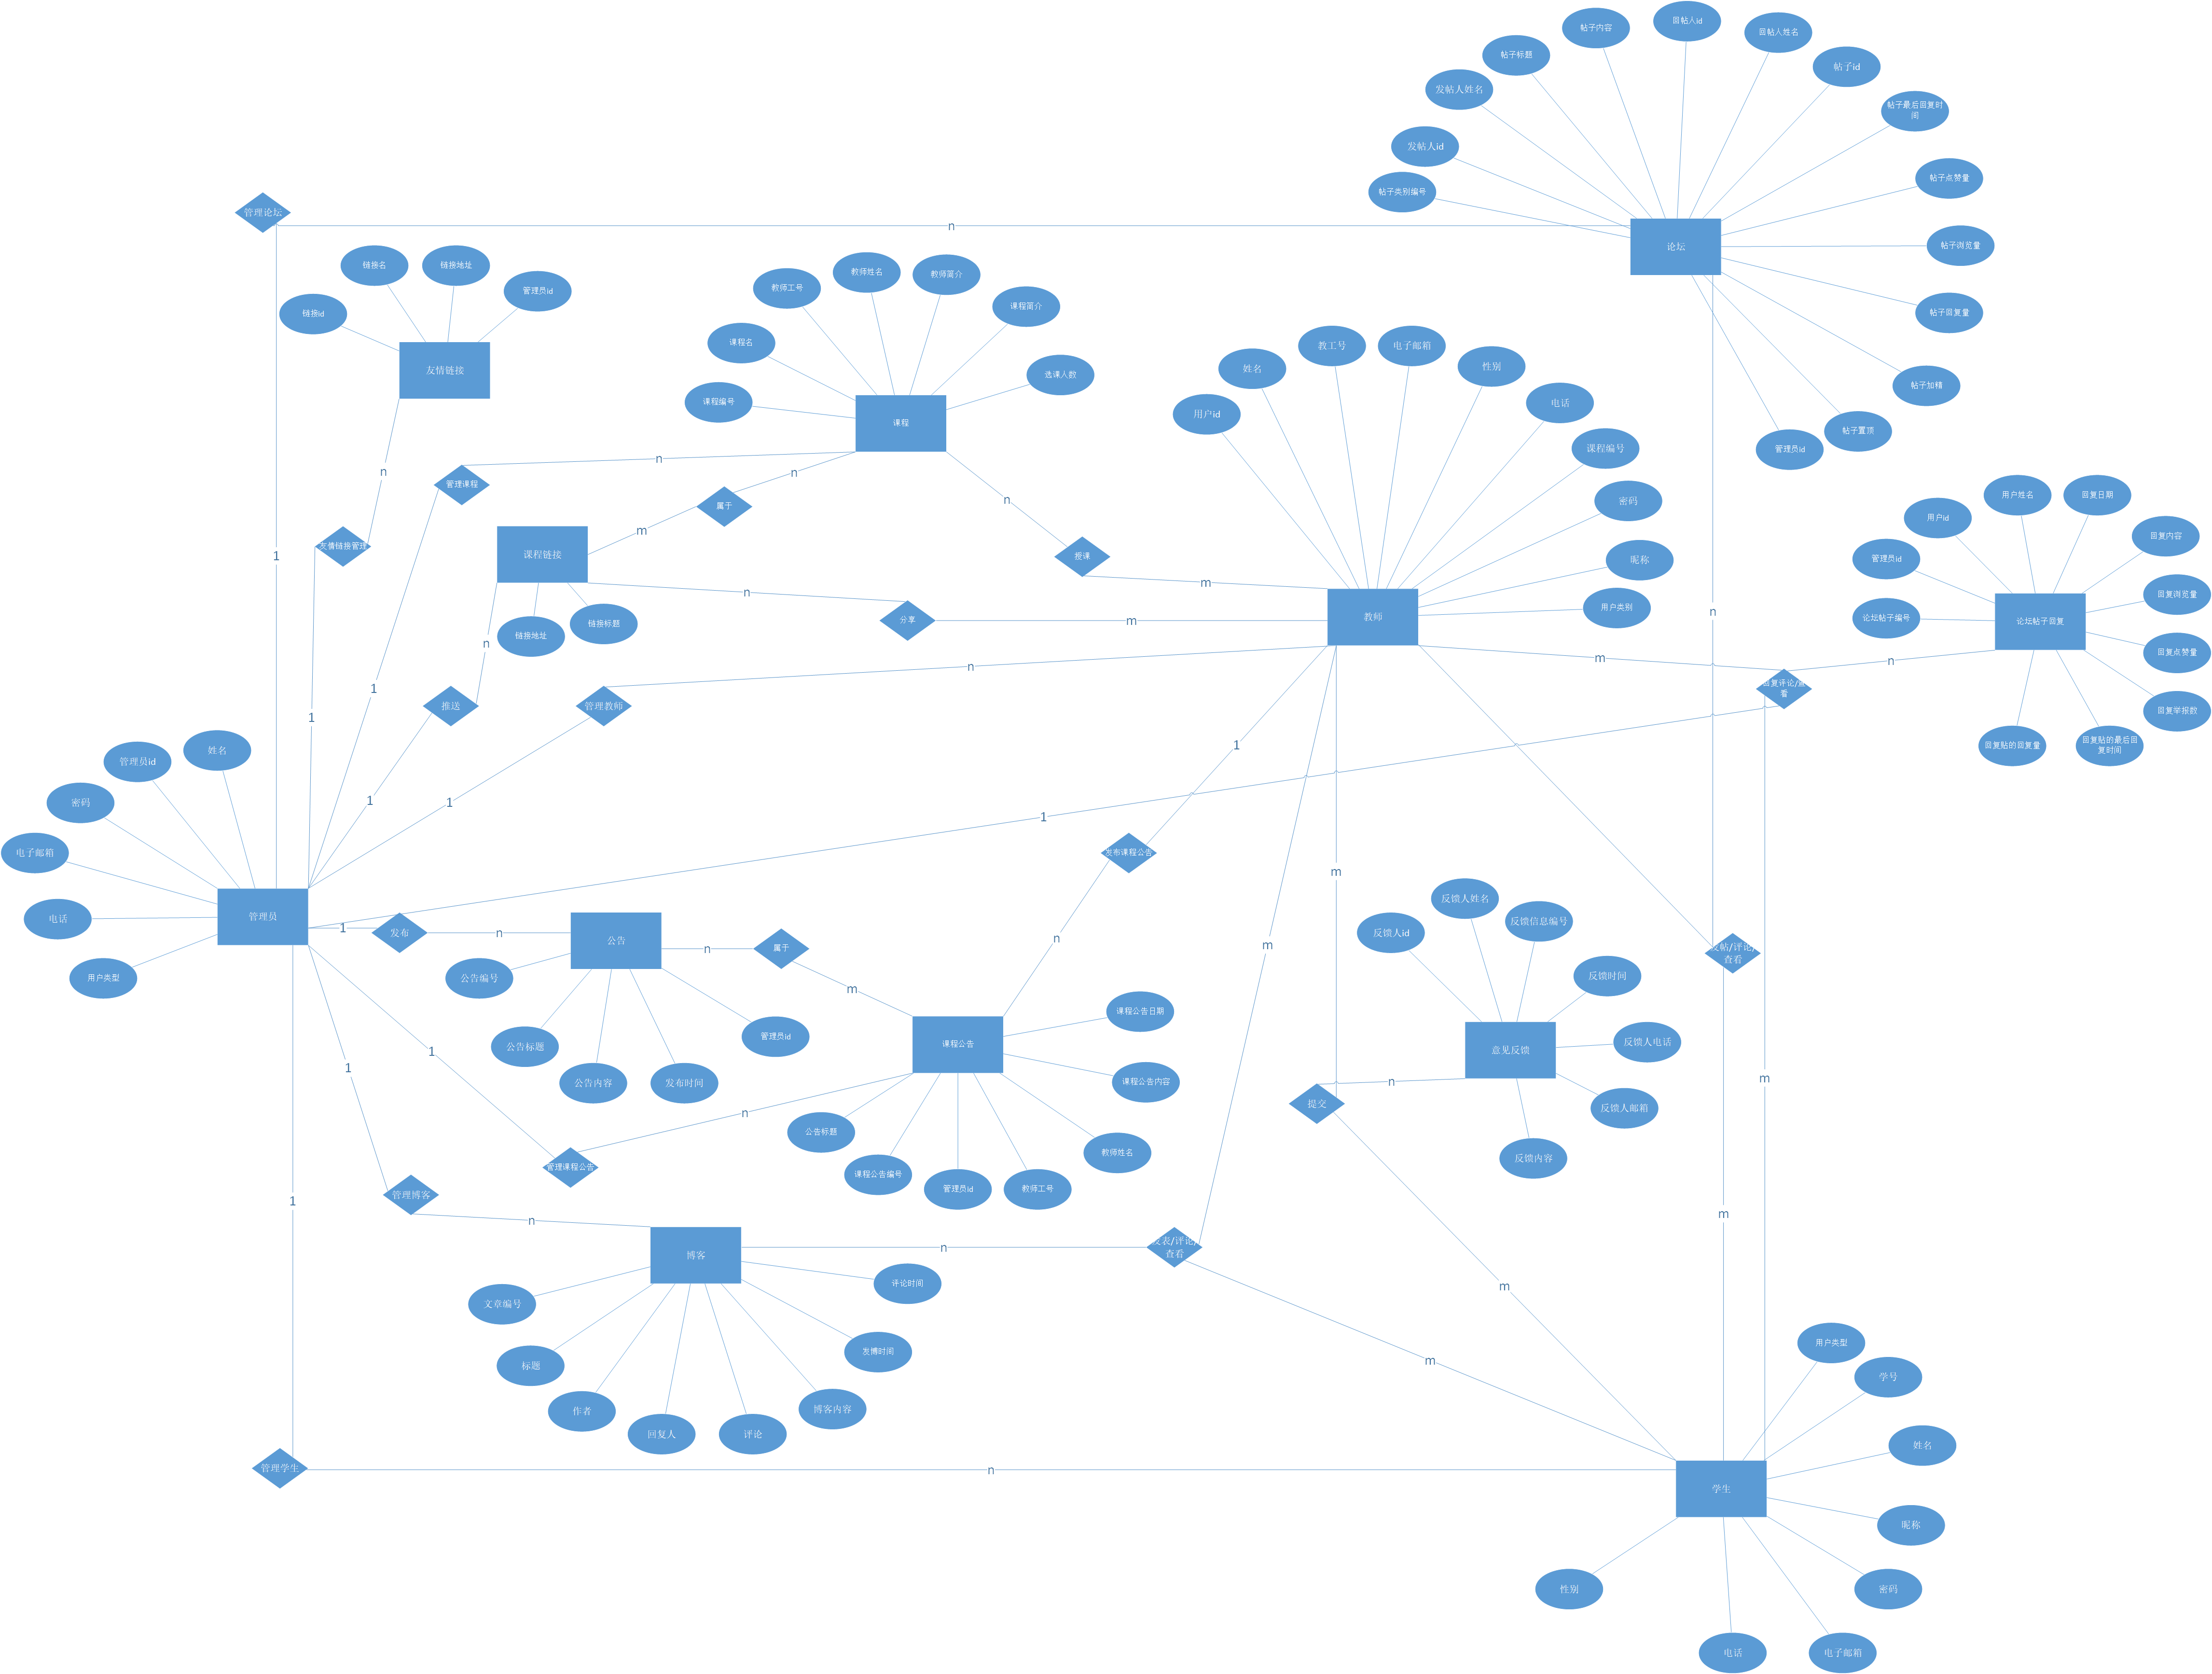 回帖人id
帖子内容
回帖人姓名
帖子标题
帖子id
发帖人姓名
帖子最后回复时
间
发帖人id
帖子点赞量
帖子类别编号
管理论坛
n
论坛
帖子浏览量
链接名
链接地址
教师姓名
教师简介
教师工号
管理员id
课程简介
链接id
帖子回复量
课程名
教工号
电子邮箱
姓名
性别
友情链接
选课人数
帖子加精
课程编号
电话
用户id
课程
帖子置顶
课程编号
管理员id
n
n
n
管理课程
密码
用户姓名
回复日期
n
属于
用户id
m
回复内容
友情链接管理
课程链接
1
授课
昵称
管理员id
m
n
回复浏览量
用户类别
n
链接地址
链接标题
分享
m
教师
论坛帖子编号
论坛帖子回复
n
回复点赞量
m
n
n
1
推送
管理教师
回复评论/查
看
回复举报数
1
姓名
1
回复贴的回复量
回复贴的最后回
复时间
管理员id
1
密码
1
1
1
电子邮箱
发布课程公告
m
管理员
电话
1
发布
n
公告
n
属于
n
m
反馈人姓名
反馈人id
反馈信息编号
查看
用户类型
公告编号
m
反馈时间
课程公告日期
公告标题
管理员id
课程公告
意见反馈
反馈人电话
1
1
公告内容
发布时间
课程公告内容
n
m
n
公告标题
提交
反馈人邮箱
管理课程公告
课程公告编号
管理员id
教师工号
教师姓名
反馈内容
管理博客
1
n
m
博客
n
查看
文章编号
评论时间
m
标题
发博时间
m
用户类型
作者
博客内容
学号
回复人
评论
姓名
管理学生
n
学生
昵称
性别
密码
电话
电子邮箱